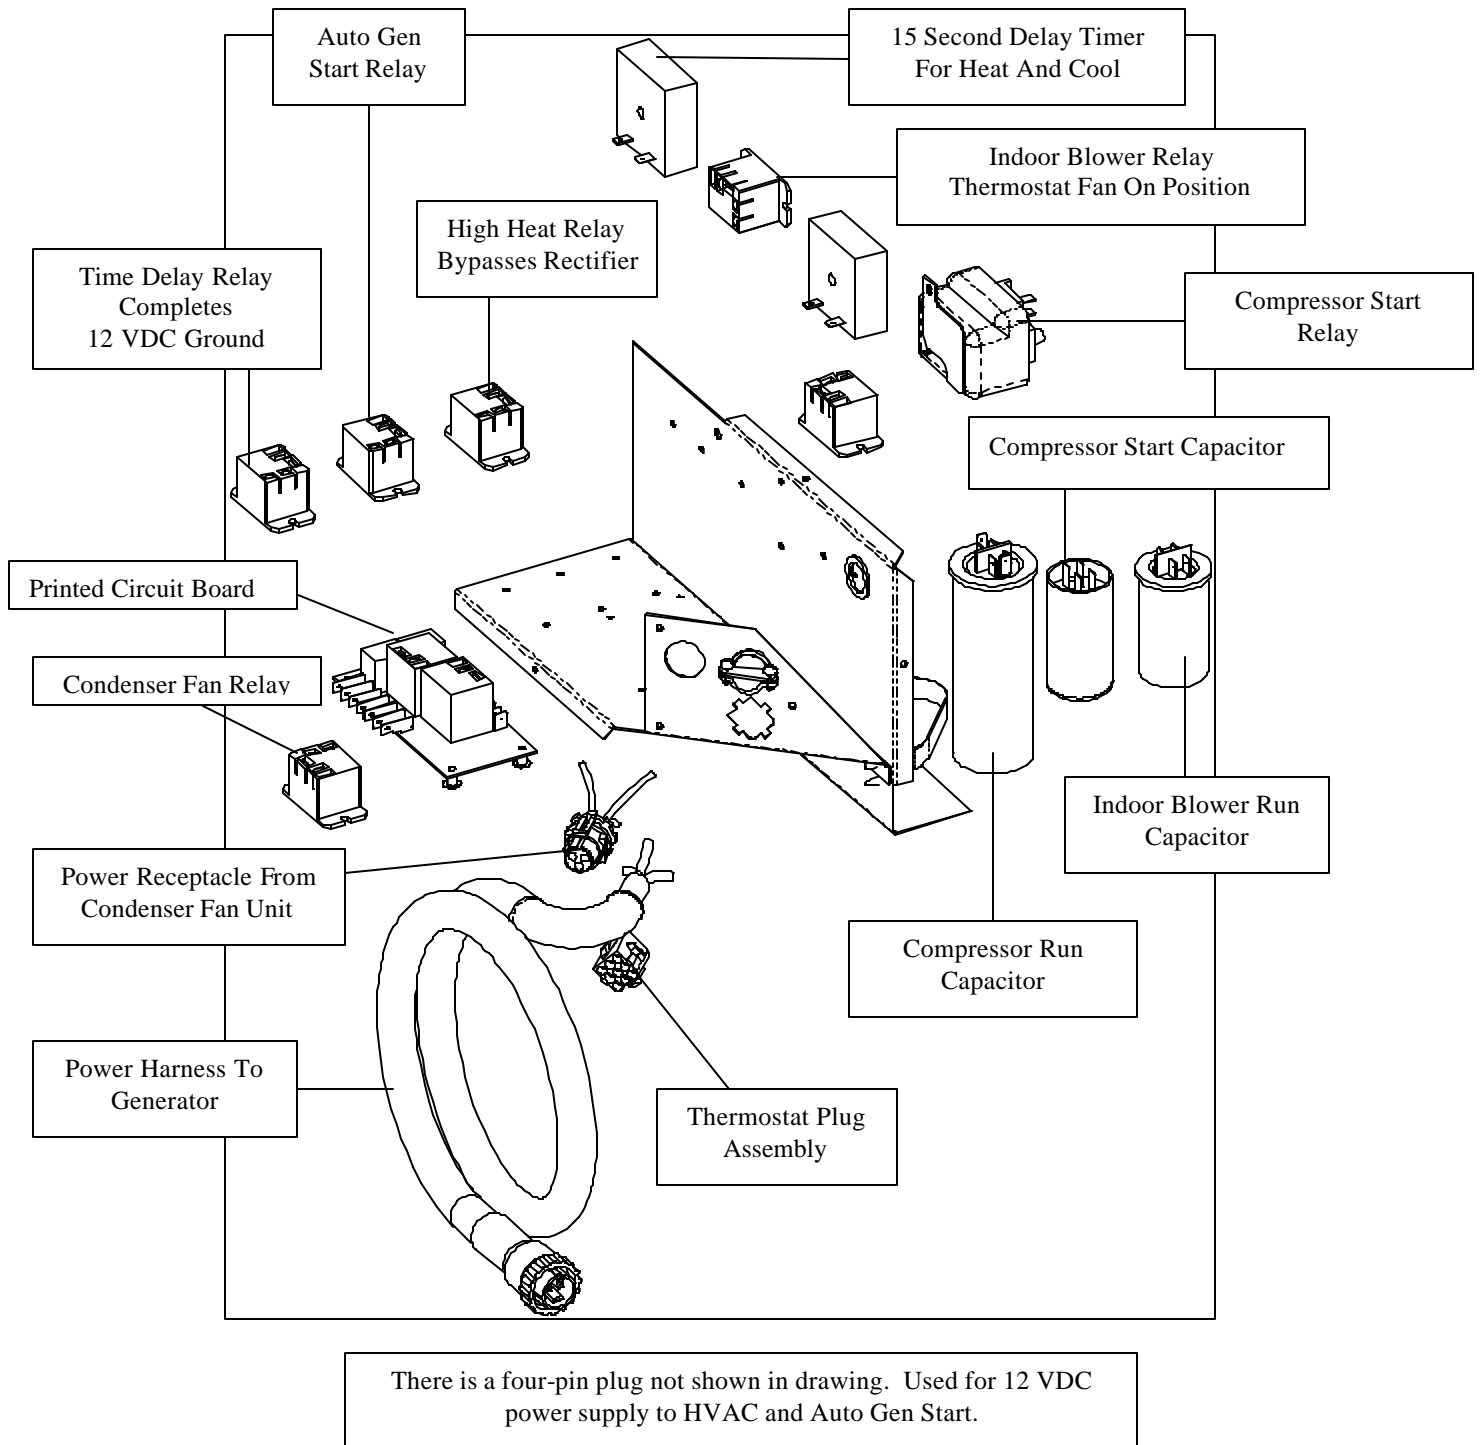 Auto Gen
Start Relay
15 Second Delay Timer
For Heat And Cool
Indoor Blower Relay
Thermostat Fan On Position
High Heat Relay
Bypasses Rectifier
Time Delay Relay
Completes
12 VDC Ground
Compressor Start
Relay
Compressor Start Capacitor
Printed Circuit Board
Condenser Fan Relay
Indoor Blower Run
Capacitor
Power Receptacle From
Condenser Fan Unit
Compressor Run
Capacitor
Power Harness To
Generator
Thermostat Plug
Assembly
There is a four-pin plug not shown in drawing.  Used for 12 VDC
power supply to HVAC and Auto Gen Start.